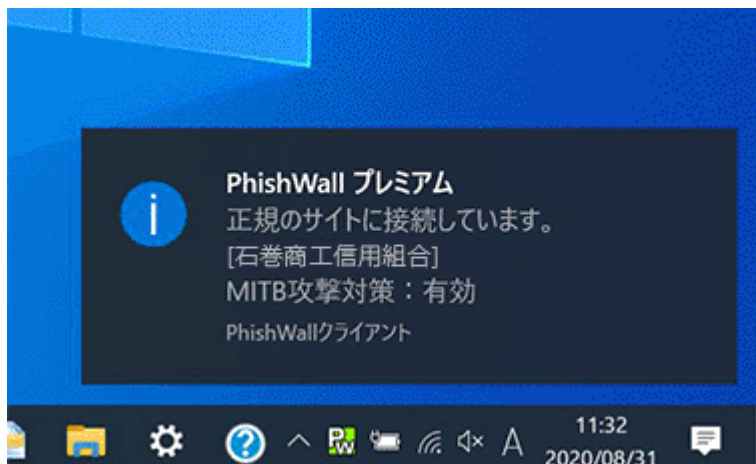 PhishWall プレミアム
正規のサイトに接続しています。
[石巻商工信用組合]
MITB攻撃対策：有効
PhishWallクライアント
?
PW
A
11:32
2020/08/31